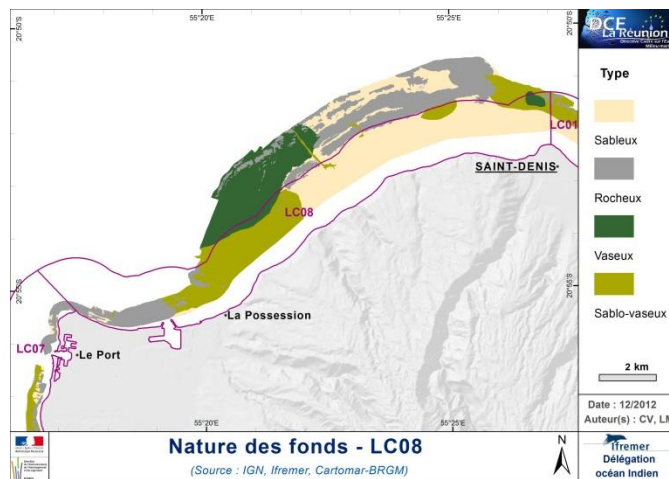 55°20'E
55°25'E
20°50'S
20°50'S
DCE
La Réunion
Type
Sableux
Rocheux
Vaseux
Sablo-vaseux
LC01
SAINT-DENIS
LC08
20°55'S
20°55'S
La Possession
LC07
Le Port
2 km
55°20'E
55°25'E
Date : 12/2012
Auteur(s) : CV, LM
Nature des fonds - LC08
(Source : IGN, Ifremer, Cartomar-BRGM)
N
Ifremer
Délégation
océan Indien